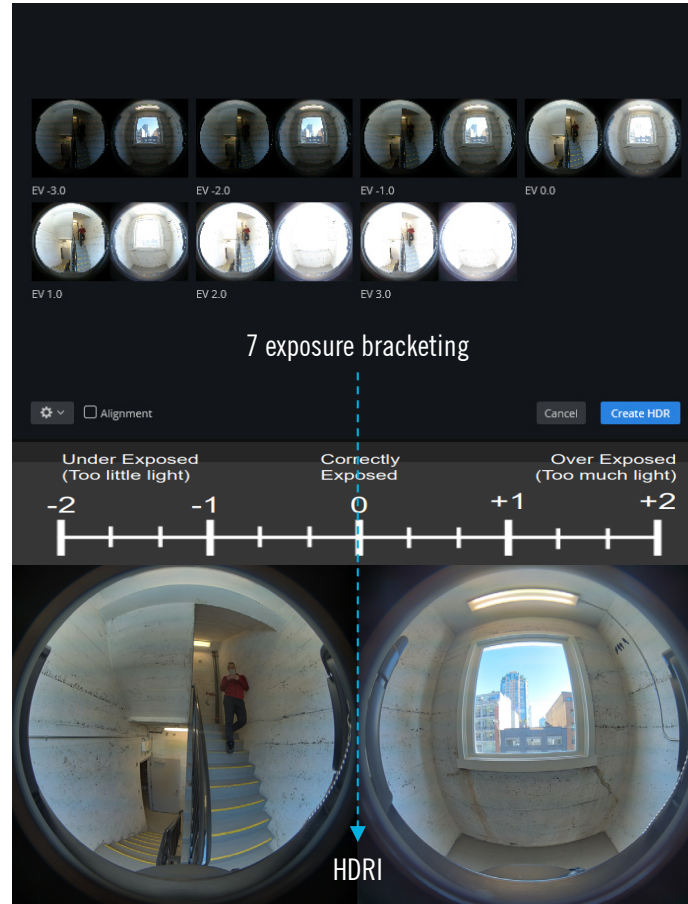 EV -3.0
EV -2.0
EV -1.0
EV 0.0
EV 1.0
EV 2.0
EV 3.0
7 exposure bracketing
Alignment
Cancel
Create HDR
Under Exposed
(Too little light)
Correctly
Exposed
Over Exposed
(Too much light)
-2
-1
0
+1
+2
HDRI